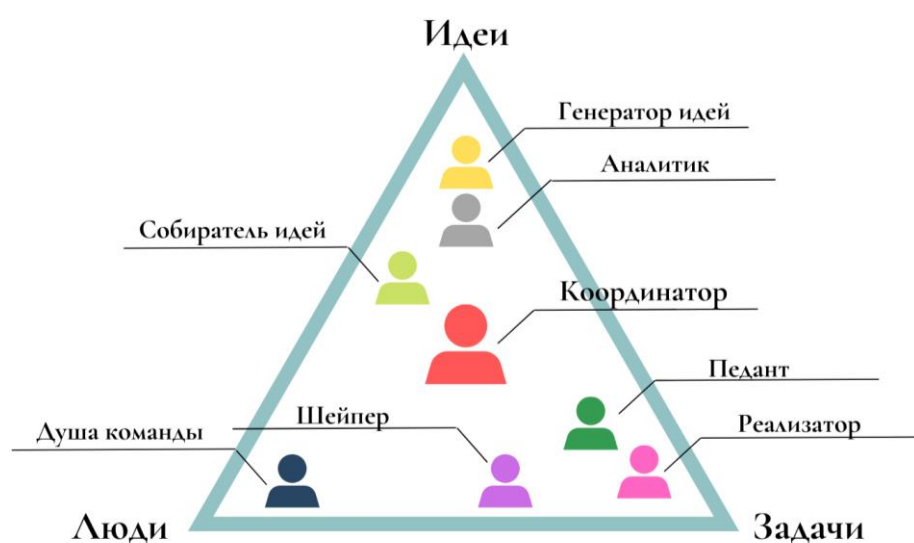 Идеи
Генератор идей
Аналитик
Собиратель идей
Координатор
Педант
Шейпер
Реализатор
Душа команды
Люди
Задачи